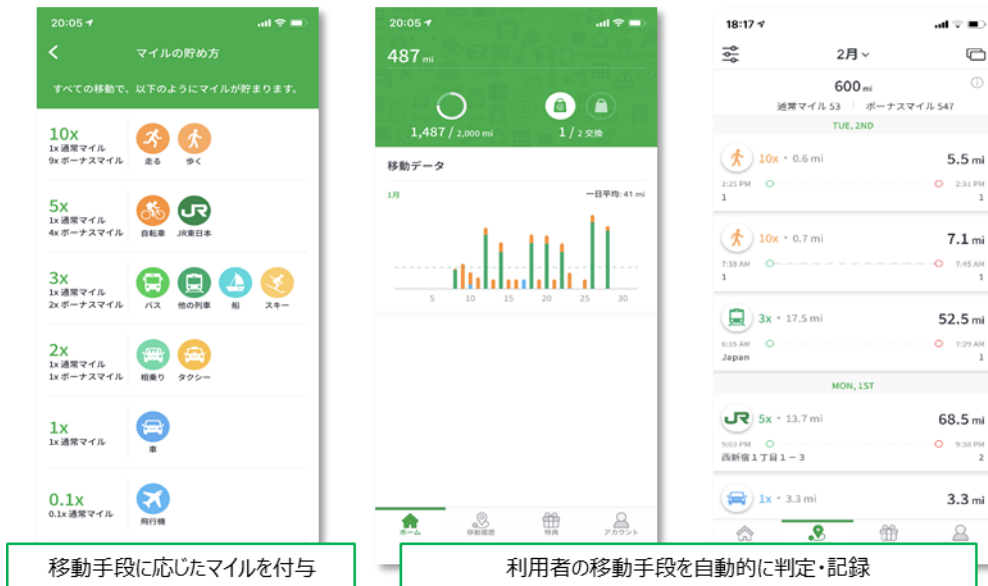 20:05
マイルの貯め方
すべての移動で、以下のようにマイルが貯まります。
10x
1x 通常マイル
9x ボーナスマイル
走る 歩く
5x
1x 通常マイル
4x ボーナスマイル
自転車 JR東日本
3x
1x 通常マイル
2x ボーナスマイル
バス 他の列車 船 スキー
2x
1x 通常マイル
1x ボーナスマイル
相乗り タクシー
1x
1x 通常マイル
車
0.1x
0.1x 通常マイル
飛行機
移動手段に応じたマイルを付与
20:05
487 mi
1,487 / 2,000 mi
1 / 2 交換
移動データ
1月 一日平均: 41 mi
5 10 15 20 25 30
ホーム 移動履歴 特典 アカウント
18:17
2月
600 mi
通常マイル 53 ボーナスマイル 547
TUE, 2ND
10x • 0.6 mi 5.5 mi
2:25 PM 2:31 PM
1 1
10x • 0.7 mi 7.1 mi
7:38 AM 7:45 AM
1 1
3x • 17.5 mi 52.5 mi
6:35 AM 7:29 AM
Japan 1
MON, 1ST
JR 5x • 13.7 mi 68.5 mi
9:03 PM 9:38 PM
西新宿1丁目1−3 2
1x • 3.3 mi 3.3 mi
利用者の移動手段を自動的に判定・記録